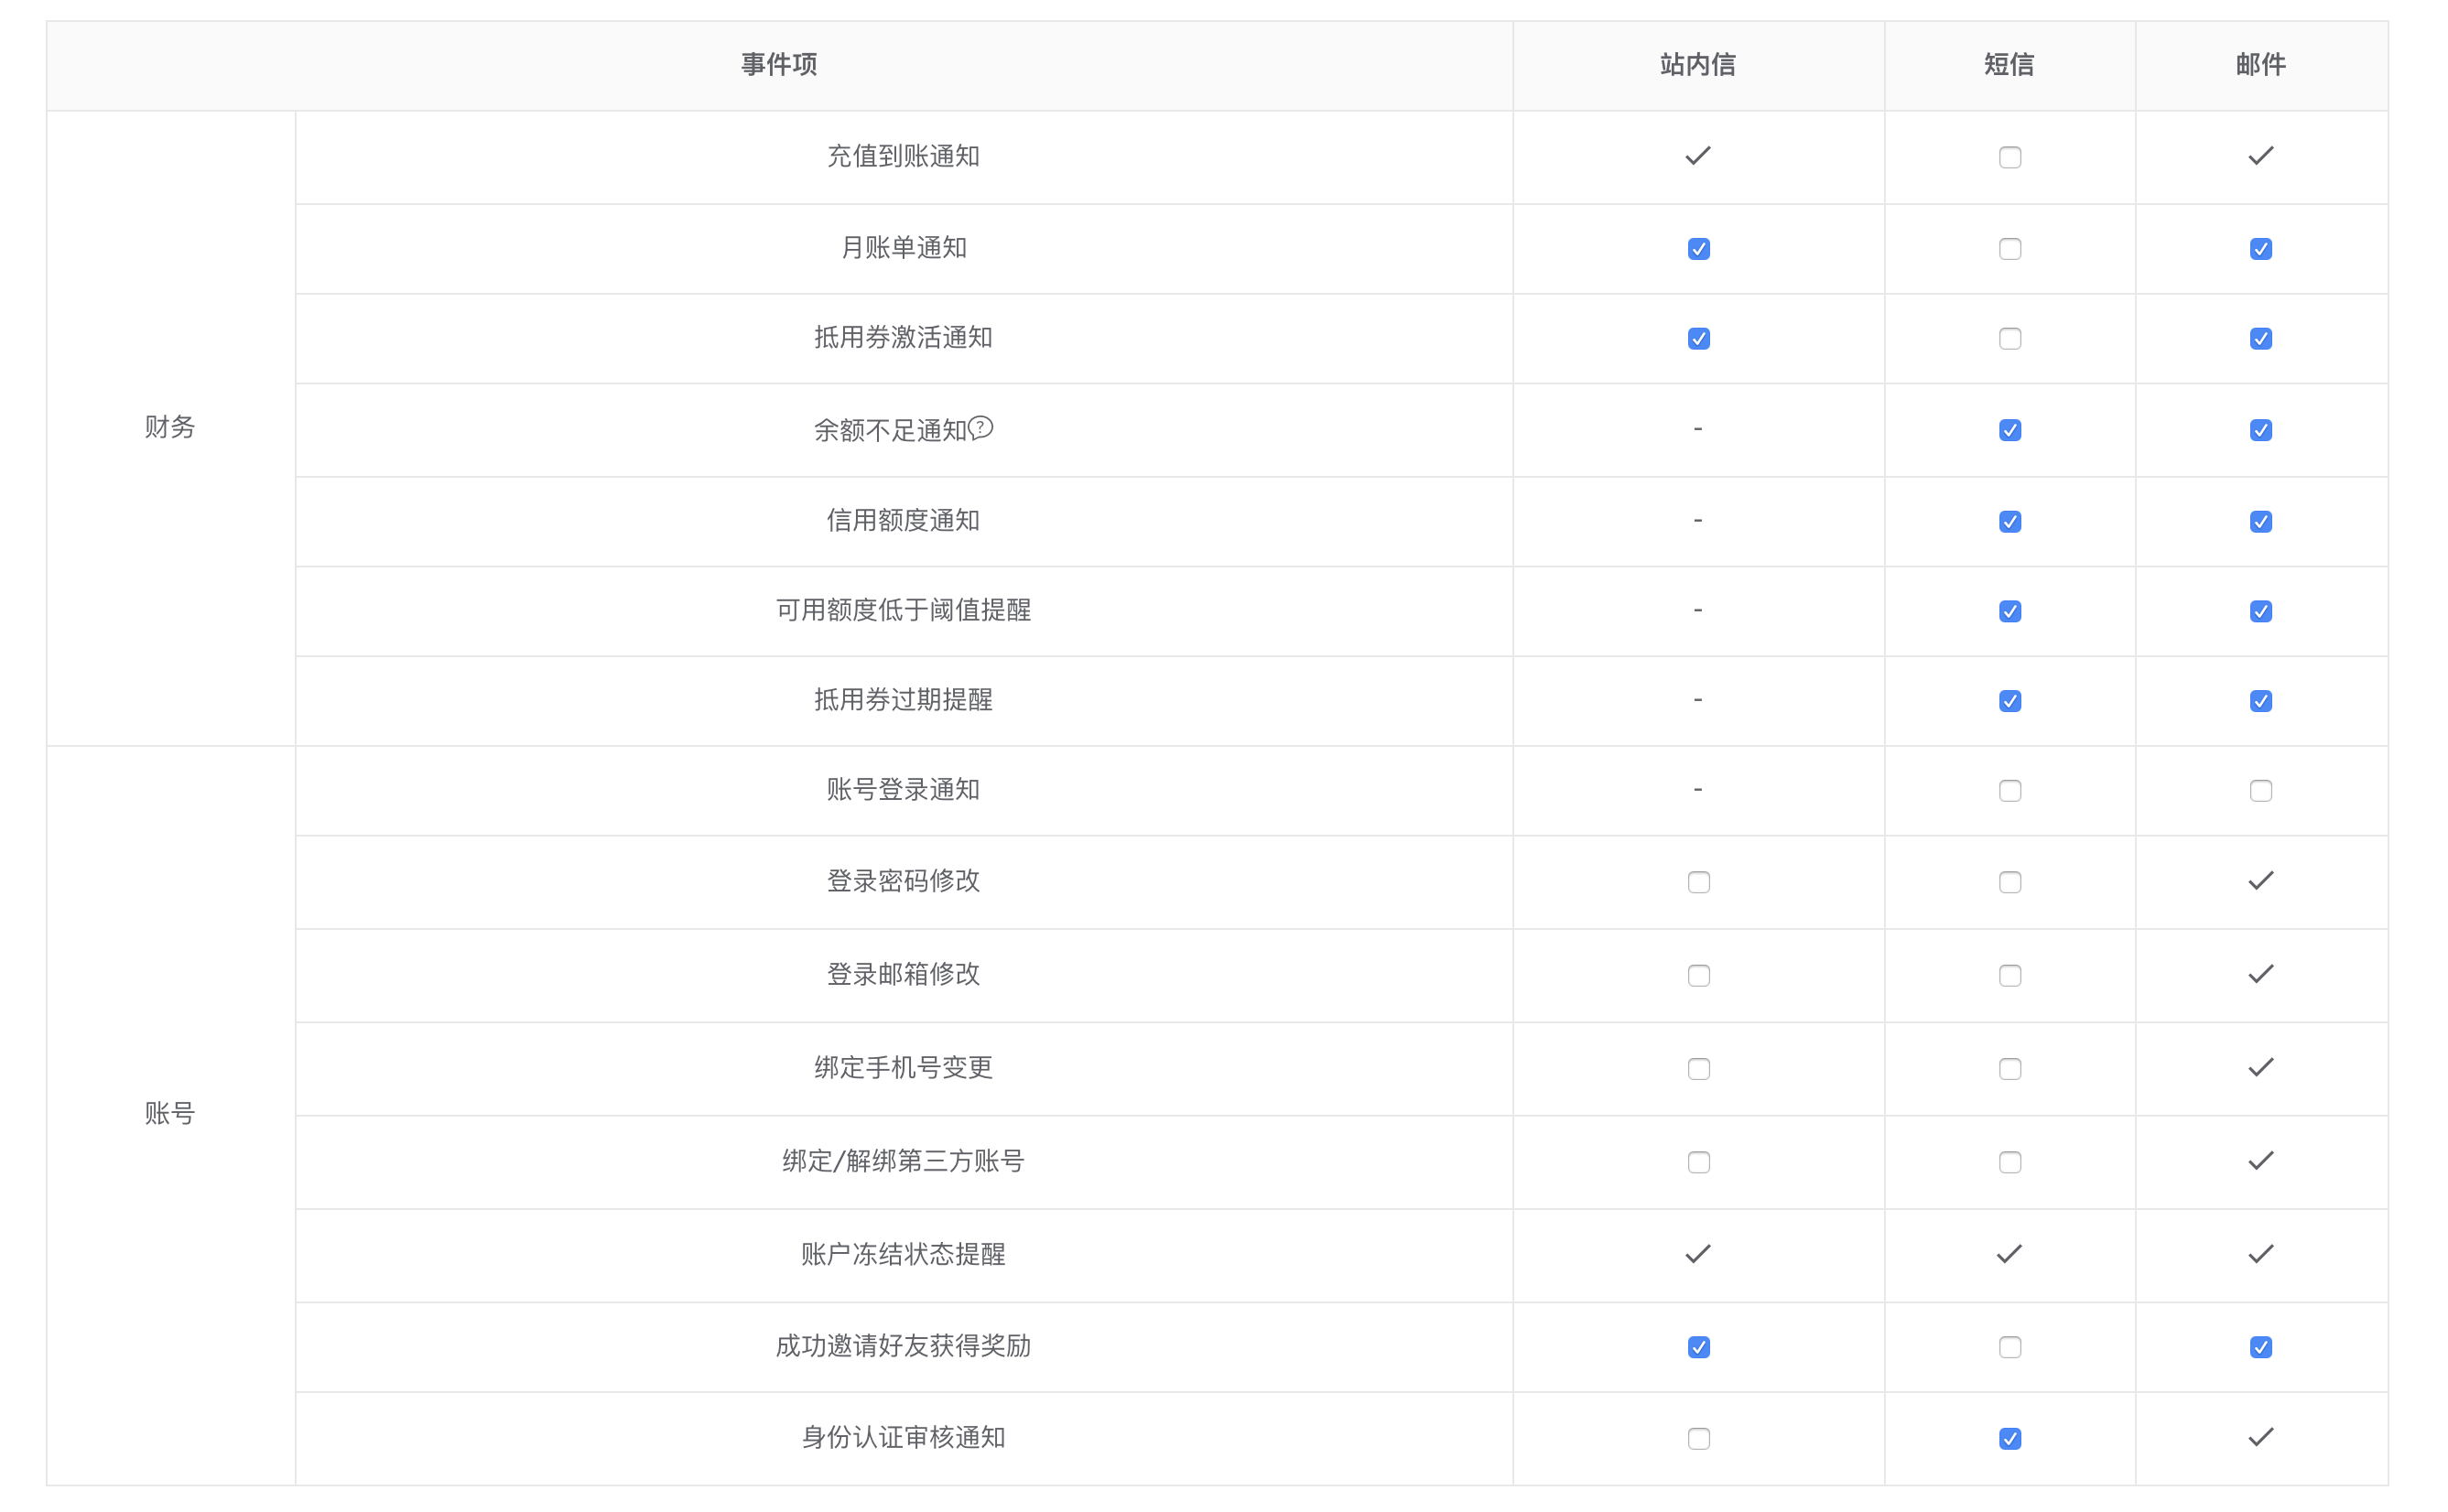 事件项 站内信 短信 邮件
财务
充值到账通知
月账单通知
抵用券激活通知
余额不足通知 ?
-
信用额度通知 -
可用额度低于阈值提醒 -
抵用券过期提醒 -
账号
账号登录通知 -
登录密码修改
登录邮箱修改
绑定手机号变更
绑定/解绑第三方账号
账户冻结状态提醒
成功邀请好友获得奖励
身份认证审核通知